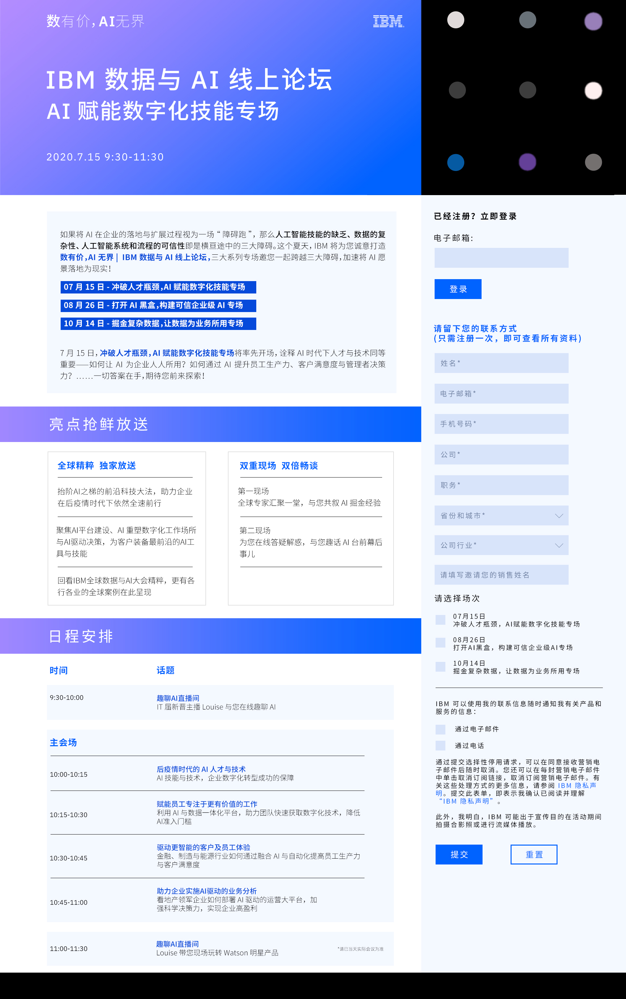 数有价，AI无界
IBM
IBM 数据与 AI 线上论坛
AI 赋能数字化技能专场
2020.7.15 9:30-11:30
如果将 AI 在企业的落地与扩展过程视为一场 “ 障碍跑 ”，那么人工智能技能的缺乏、数据的复
杂性、人工智能系统和流程的可信性即是横亘途中的三大障碍。这个夏天，IBM 将为您诚意打造
数有价，AI 无界 | IBM 数据与 AI 线上论坛，三大系列专场邀您一起跨越三大障碍，加速将 AI 愿
景落地为现实！
07 月 15 日 - 冲破人才瓶颈，AI 赋能数字化技能专场
08 月 26 日 - 打开 AI 黑盒，构建可信企业级 AI 专场
10 月 14 日 - 掘金复杂数据，让数据为业务所用专场
7 月 15 日，冲破人才瓶颈，AI 赋能数字化技能专场将率先开场，诠释 AI 时代下人才与技术同等
重要——如何让 AI 为企业人人所用？如何通过 AI 提升员工生产力、客户满意度与管理者决策
力？……一切答案在手，期待您前来探索！
亮点抢鲜放送
全球精粹 独家放送
抬阶AI之梯的前沿科技大法，助力企业
在后疫情时代下依然全速前行
聚焦AI平台建设、AI 重塑数字化工作场所
与AI驱动决策，为客户装备最前沿的AI工
具与技能
回看IBM全球数据与AI大会精粹，更有各
行各业的全球案例在此呈现
双重现场 双倍畅谈
第一现场
全球专家汇聚一堂，与您共叙 AI 掘金经验
第二现场
为您在线答疑解惑，与您趣话 AI 台前幕后
事儿
日程安排
时间 话题
9:30-10:00
趣聊AI直播间
IT 届新晋主播 Louise 与您在线趣聊 AI
主会场
10:00-10:15
后疫情时代的 AI 人才与技术
AI 技能与技术，企业数字化转型成功的保障
10:15-10:30
赋能员工专注于更有价值的工作
利用 AI 与数据一体化平台，助力团队快速获取数字化技术，降低
AI准入门槛
10:30-10:45
驱动更智能的客户及员工体验
金融、制造与能源行业如何通过融合 AI 与自动化提高员工生产力
与客户满意度
10:45-11:00
助力企业实施AI驱动的业务分析
看地产领军企业如何部署 AI 驱动的运营大平台，加
强科学决策力，实现企业高盈利
11:00-11:30
趣聊AI直播间
Louise 带您现场玩转 Watson 明星产品
*请已当天实际会议为准
已经注册？立即登录
电子邮箱:
登录
请留下您的联系方式
(只需注册一次，即可查看所有资料)
姓名*
电子邮箱*
手机号码*
公司*
职务*
省份和城市*
公司行业*
请填写邀请您的销售姓名
请选择场次
07月15日
冲破人才瓶颈，AI赋能数字化技能专场
08月26日
打开AI黑盒，构建可信企业级AI专场
10月14日
掘金复杂数据，让数据为业务所用专场
IBM 可以使用我的联系信息随时通知我有关产品和
服务的信息：
通过电子邮件
通过电话
通过提交选择性停用请求，可以在同意接收营销电
子邮件后随时取消。您还可以在每封营销电子邮件
中单击取消订阅链接，取消订阅营销电子邮件。有
关这些处理方式的更多信息，请参阅 IBM 隐私声
明。提交此表单，即表示我确认已阅读并理解
“IBM 隐私声明” 。
此外，我明白，IBM 可能出于宣传目的在活动期间
拍摄合影照或进行流媒体播放。
提交
重置